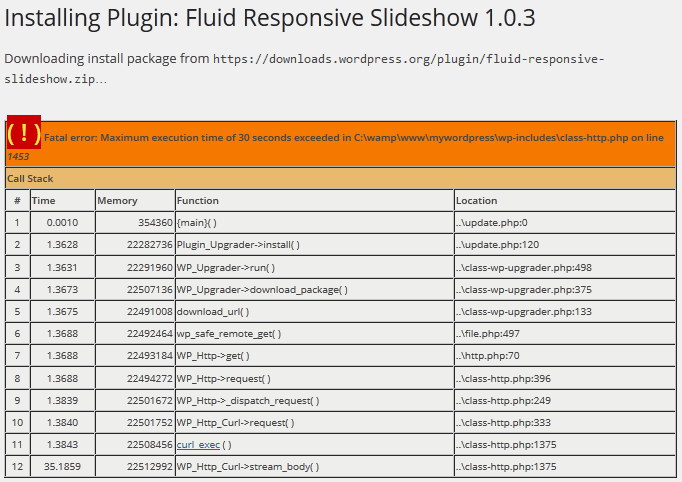 Installing Plugin: Fluid Responsive Slideshow 1.0.3
Downloading install package from https://downloads.wordpress.org/plugin/fluid-responsive-
slideshow.zip…
( ! ) Fatal error: Maximum execution time of 30 seconds exceeded in C:\wamp\www\mywordpress\wp-includes\class-http.php on line
1453
Call Stack
# Time Memory Function Location
1 0.0010 354360 {main}( ) ..\update.php:0
2 1.3628 22282736 Plugin_Upgrader->install( ) ..\update.php:120
3 1.3631 22291960 WP_Upgrader->run( ) ..\class-wp-upgrader.php:498
4 1.3673 22507136 WP_Upgrader->download_package( ) ..\class-wp-upgrader.php:375
5 1.3675 22491008 download_url( ) ..\class-wp-upgrader.php:133
6 1.3688 22492464 wp_safe_remote_get( ) ..\file.php:497
7 1.3688 22493184 WP_Http->get( ) ..\http.php:70
8 1.3688 22494272 WP_Http->request( ) ..\class-http.php:396
9 1.3839 22501672 WP_Http->_dispatch_request( ) ..\class-http.php:249
10 1.3840 22501752 WP_Http_Curl->request( ) ..\class-http.php:333
11 1.3843 22508456 curl_exec ( ) ..\class-http.php:1375
12 35.1859 22512992 WP_Http_Curl->stream_body( ) ..\class-http.php:1375